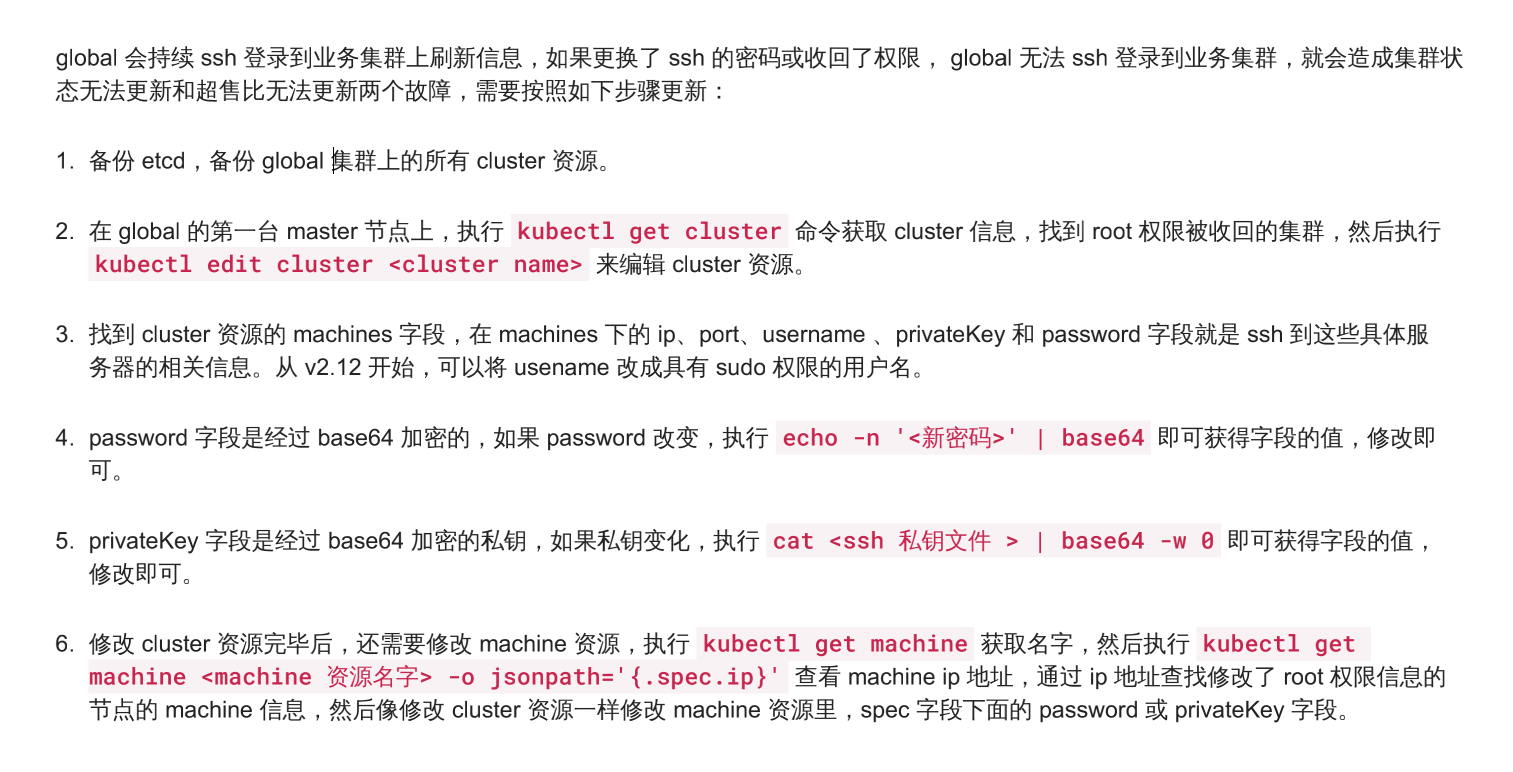 global 会持续 ssh 登录到业务集群上刷新信息，如果更换了 ssh 的密码或收回了权限， global 无法 ssh 登录到业务集群，就会造成集群状
态无法更新和超售比无法更新两个故障，需要按照如下步骤更新：
1. 备份 etcd，备份 global 集群上的所有 cluster 资源。
2. 在 global 的第一台 master 节点上，执行 kubectl get cluster 命令获取 cluster 信息，找到 root 权限被收回的集群，然后执行
kubectl edit cluster <cluster name> 来编辑 cluster 资源。
3. 找到 cluster 资源的 machines 字段，在 machines 下的 ip、port、username 、privateKey 和 password 字段就是 ssh 到这些具体服
务器的相关信息。从 v2.12 开始，可以将 usename 改成具有 sudo 权限的用户名。
4. password 字段是经过 base64 加密的，如果 password 改变，执行 echo -n '<新密码>' | base64 即可获得字段的值，修改即
可。
5. privateKey 字段是经过 base64 加密的私钥，如果私钥变化，执行 cat <ssh 私钥文件 > | base64 -w 0 即可获得字段的值，
修改即可。
6. 修改 cluster 资源完毕后，还需要修改 machine 资源，执行 kubectl get machine 获取名字，然后执行 kubectl get
machine <machine 资源名字> -o jsonpath='{.spec.ip}' 查看 machine ip 地址，通过 ip 地址查找修改了 root 权限信息的
节点的 machine 信息，然后像修改 cluster 资源一样修改 machine 资源里，spec 字段下面的 password 或 privateKey 字段。